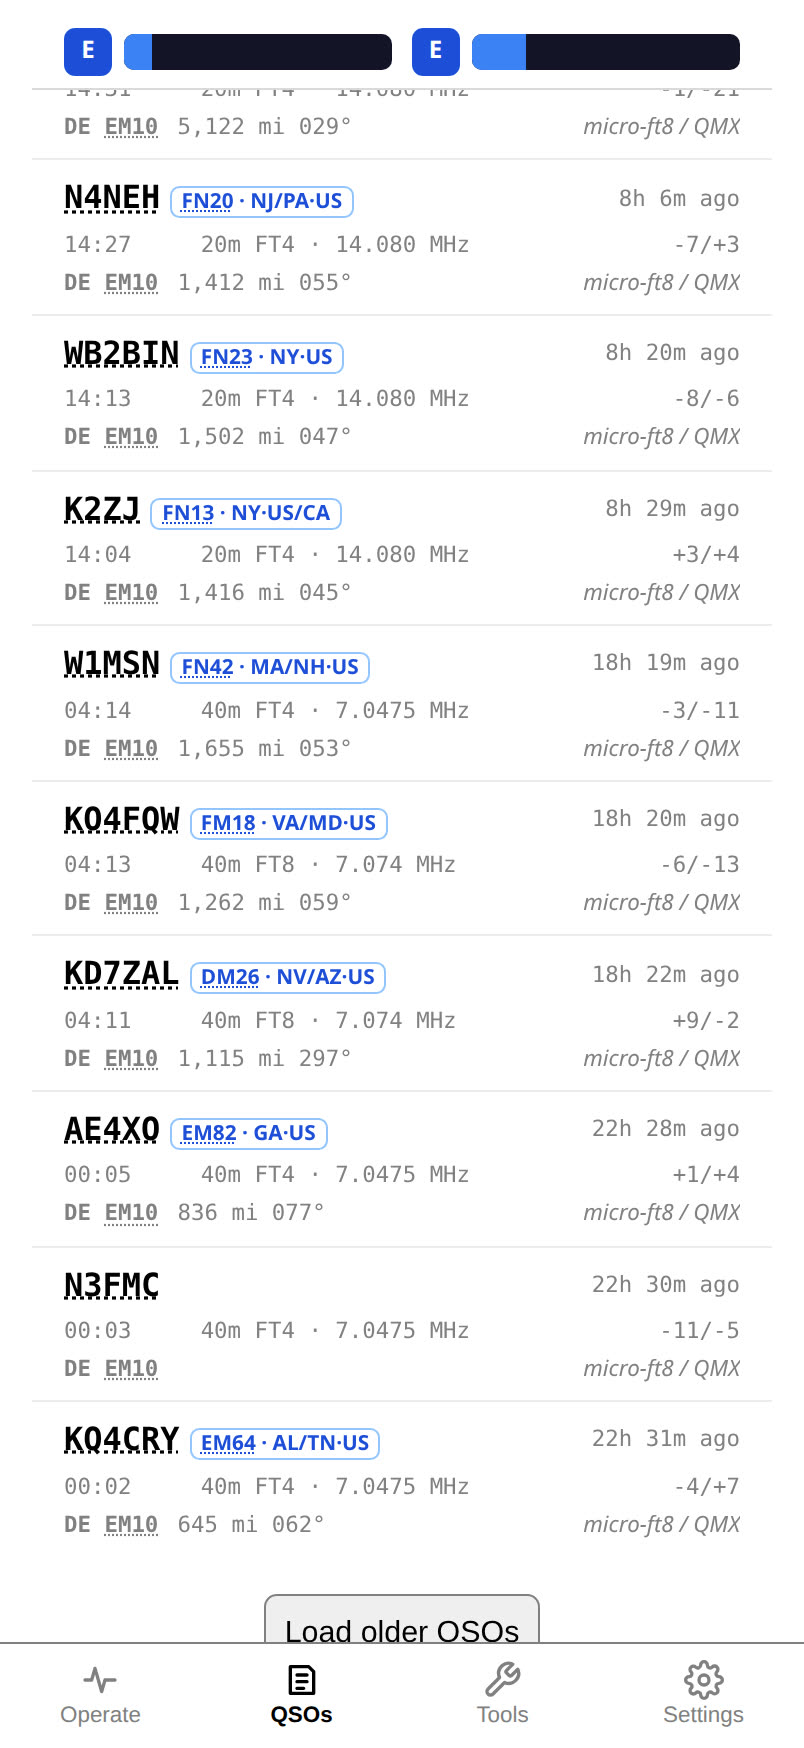 E E
14:31 20m FT4 · 14.080 MHz -1/-21
DE EM10 5,122 mi 029° micro-ft8 / QMX
N4NEH FN20 · NJ/PA·US 8h 6m ago
14:27 20m FT4 · 14.080 MHz -7/+3
DE EM10 1,412 mi 055° micro-ft8 / QMX
WB2BIN FN23 · NY·US 8h 20m ago
14:13 20m FT4 · 14.080 MHz -8/-6
DE EM10 1,502 mi 047° micro-ft8 / QMX
K2ZJ FN13 · NY·US/CA 8h 29m ago
14:04 20m FT4 · 14.080 MHz +3/+4
DE EM10 1,416 mi 045° micro-ft8 / QMX
W1MSN FN42 · MA/NH·US 18h 19m ago
04:14 40m FT4 · 7.0475 MHz -3/-11
DE EM10 1,655 mi 053° micro-ft8 / QMX
KO4FQW FM18 · VA/MD·US 18h 20m ago
04:13 40m FT8 · 7.074 MHz -6/-13
DE EM10 1,262 mi 059° micro-ft8 / QMX
KD7ZAL DM26 · NV/AZ·US 18h 22m ago
04:11 40m FT8 · 7.074 MHz +9/-2
DE EM10 1,115 mi 297° micro-ft8 / QMX
AE4XO EM82 · GA·US 22h 28m ago
00:05 40m FT4 · 7.0475 MHz +1/+4
DE EM10 836 mi 077° micro-ft8 / QMX
N3FMC 22h 30m ago
00:03 40m FT4 · 7.0475 MHz -11/-5
DE EM10 micro-ft8 / QMX
KQ4CRY EM64 · AL/TN·US 22h 31m ago
00:02 40m FT4 · 7.0475 MHz -4/+7
DE EM10 645 mi 062° micro-ft8 / QMX
Load older QSOs
Operate QSOs Tools Settings